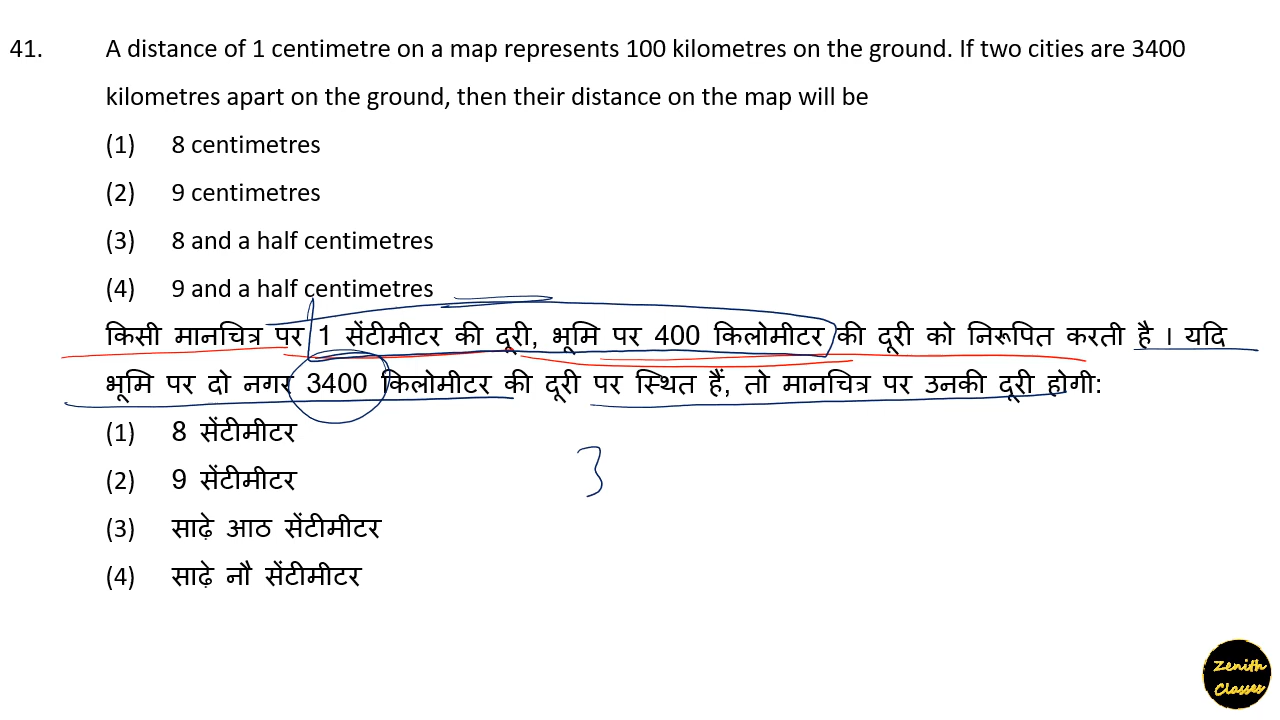 41. A distance of 1 centimetre on a map represents 100 kilometres on the ground. If two cities are 3400
kilometres apart on the ground, then their distance on the map will be
(1) 8 centimetres
(2) 9 centimetres
(3) 8 and a half centimetres
(4) 9 and a half centimetres
किसी मानचित्र पर 1 सेंटीमीटर की दूरी, भूमि पर 400 किलोमीटर की दूरी को निरूपित करती है । यदि
भूमि पर दो नगर 3400 किलोमीटर की दूरी पर स्थित हैं, तो मानचित्र पर उनकी दूरी होगी:
(1) 8 सेंटीमीटर
(2) 9 सेंटीमीटर
3
(3) साढ़े आठ सेंटीमीटर
(4) साढ़े नौ सेंटीमीटर
Zenith
Classes